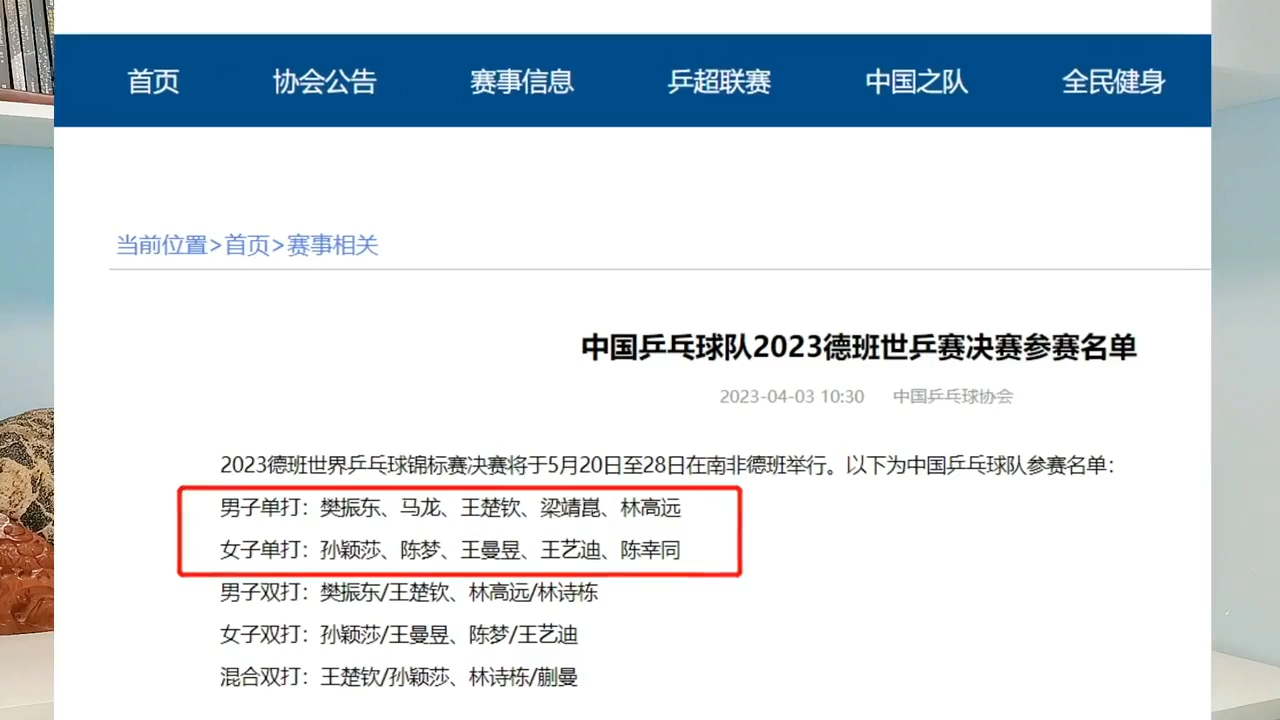 首页 协会公告 赛事信息 乒超联赛 中国之队 全民健身
当前位置>首页>赛事相关
中国乒乓球队2023德班世乒赛决赛参赛名单
2023-04-03 10:30 中国乒乓球协会
2023德班世界乒乓球锦标赛决赛将于5月20日至28日在南非德班举行。以下为中国乒乓球队参赛名单：
男子单打：樊振东、马龙、王楚钦、梁靖崑、林高远
女子单打：孙颖莎、陈梦、王曼昱、王艺迪、陈幸同
男子双打：樊振东/王楚钦、林高远/林诗栋
女子双打：孙颖莎/王曼昱、陈梦/王艺迪
混合双打：王楚钦/孙颖莎、林诗栋/蒯曼